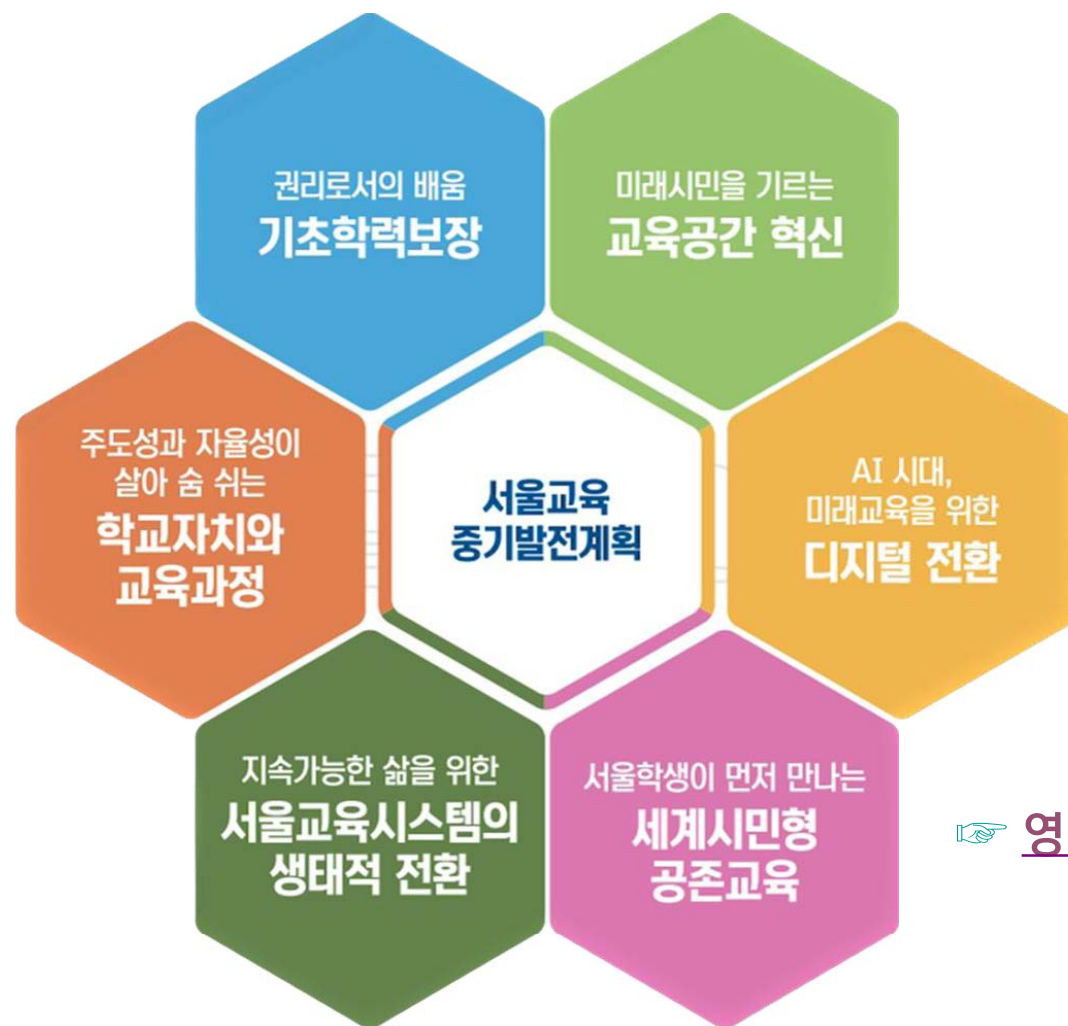 권리로서의 배움
기초학력보장
미래시민을 기르는
교육공간 혁신
주도성과 자율성이
살아 숨 쉬는
학교자치와
교육과정
서울교육
중기발전계획
AI 시대,
미래교육을 위한
디지털 전환
지속가능한 삶을 위한
서울교육시스템의
생태적 전환
서울학생이 먼저 만나는
세계시민형
공존교육
☞ 영